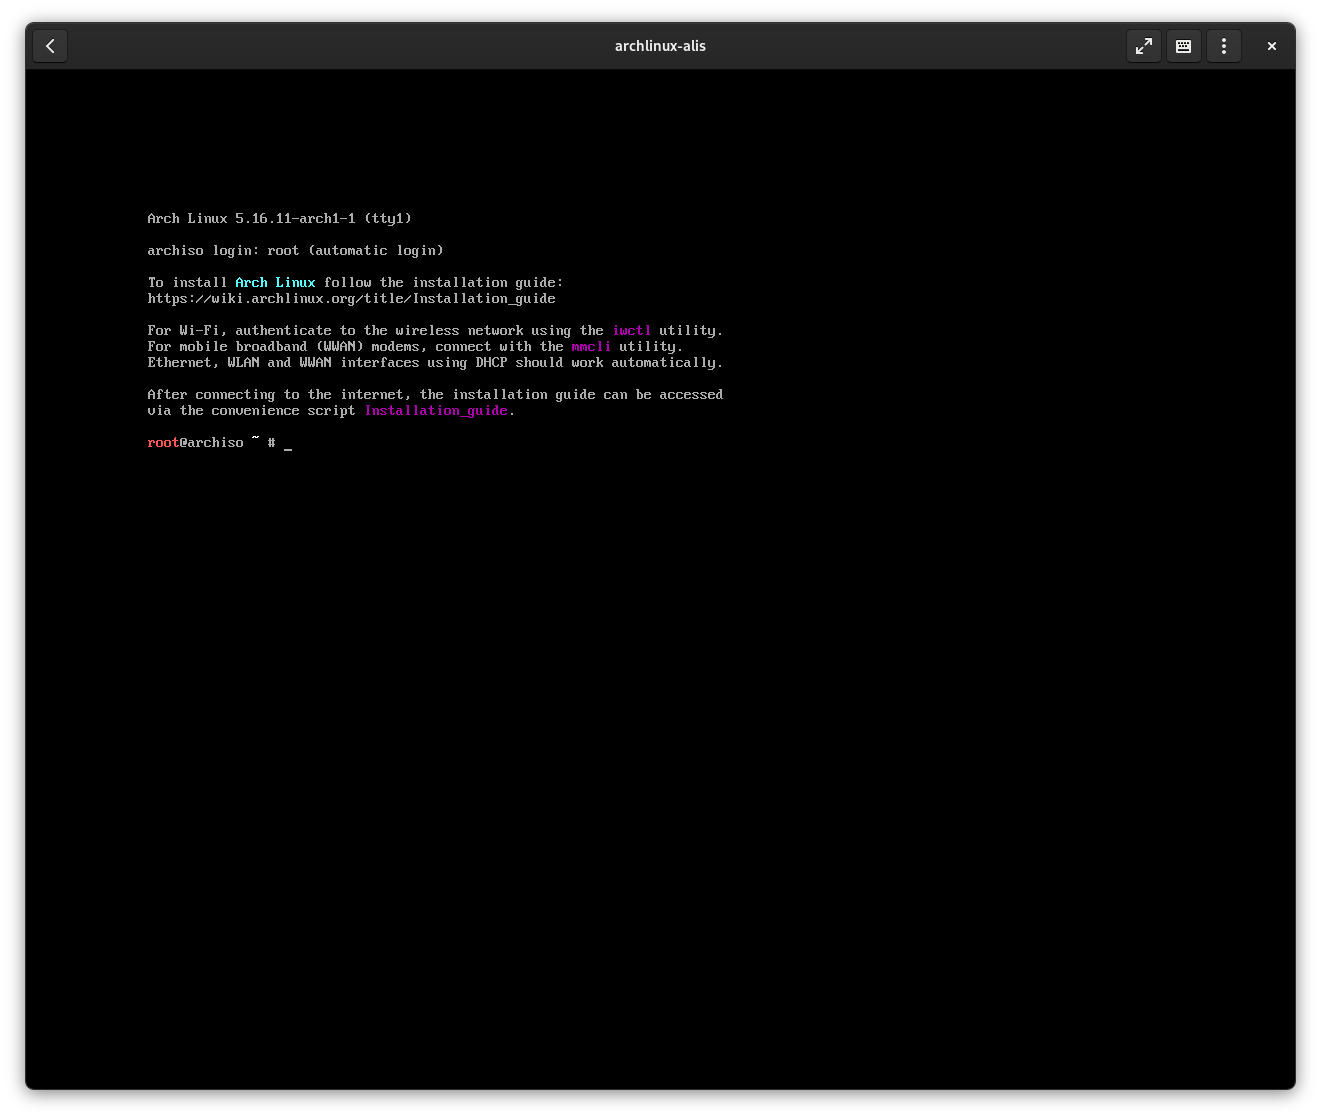 archlinux-alis
Arch Linux 5.16.11-arch1-1 (tty1)
archiso login: root (automatic login)
To install Arch Linux follow the installation guide:
https://wiki.archlinux.org/title/Installation_guide
For Wi-Fi, authenticate to the wireless network using the iwctl utility.
For mobile broadband (WWAN) modems, connect with the mmcli utility.
Ethernet, WLAN and WWAN interfaces using DHCP should work automatically.
After connecting to the internet, the installation guide can be accessed
via the convenience script Installation_guide.
root@archiso ~ # _